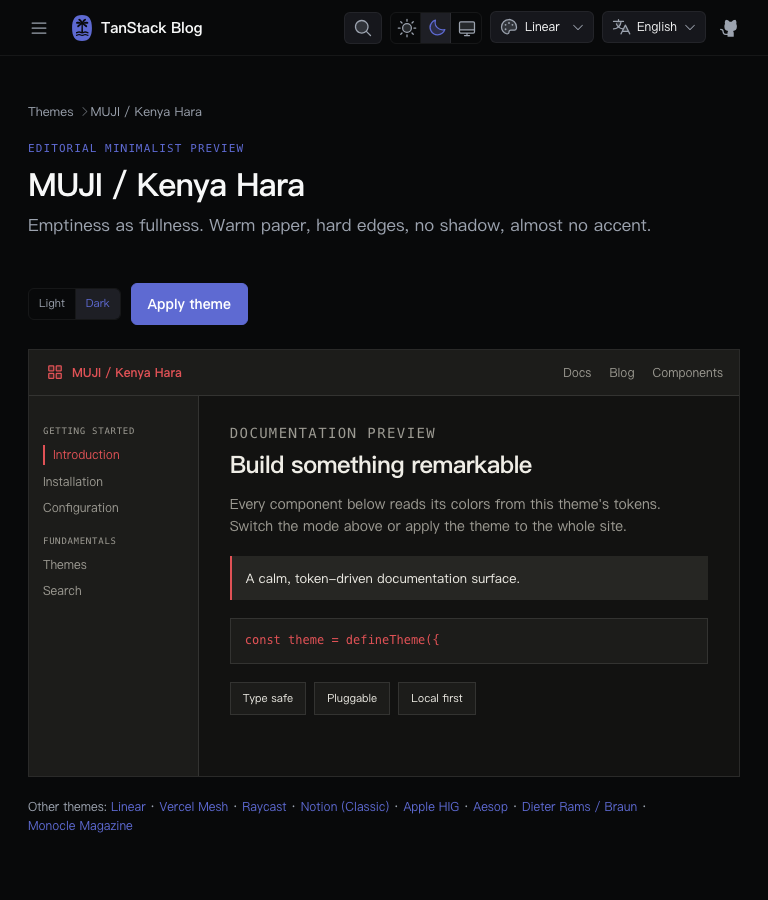 TanStack Blog
Linear
English
Themes
MUJI / Kenya Hara
EDITORIAL MINIMALIST PREVIEW
MUJI / Kenya Hara
Emptiness as fullness. Warm paper, hard edges, no shadow, almost no accent.
Light
Dark
Apply theme
MUJI / Kenya Hara
Docs
Blog
Components
GETTING STARTED
Introduction
Installation
Configuration
FUNDAMENTALS
Themes
Search
DOCUMENTATION PREVIEW
Build something remarkable
Every component below reads its colors from this theme's tokens.
Switch the mode above or apply the theme to the whole site.
A calm, token-driven documentation surface.
const theme = defineTheme({
Type safe
Pluggable
Local first
Other themes: Linear · Vercel Mesh · Raycast · Notion (Classic) · Apple HIG · Aesop · Dieter Rams / Braun ·
Monocle Magazine